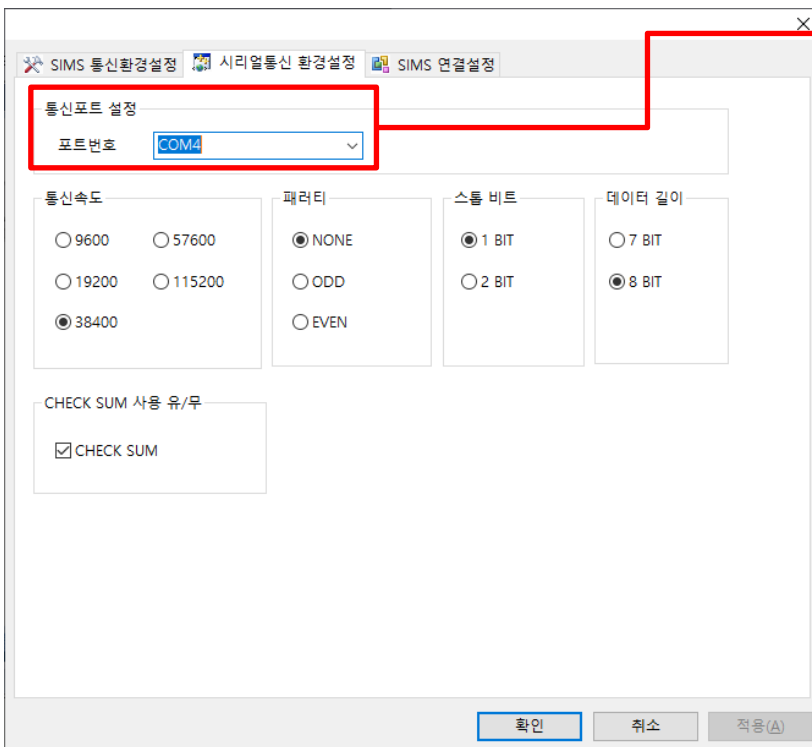 SIMS 통신환경설정 시리얼통신 환경설정 SIMS 연결설정
통신포트 설정
포트번호 COM4
통신속도 패러티 스톱 비트 데이터 길이
9600 57600 NONE 1 BIT 7 BIT
19200 115200 ODD 2 BIT 8 BIT
38400 EVEN
CHECK SUM 사용 유/무
CHECK SUM
확인 취소 적용(A)